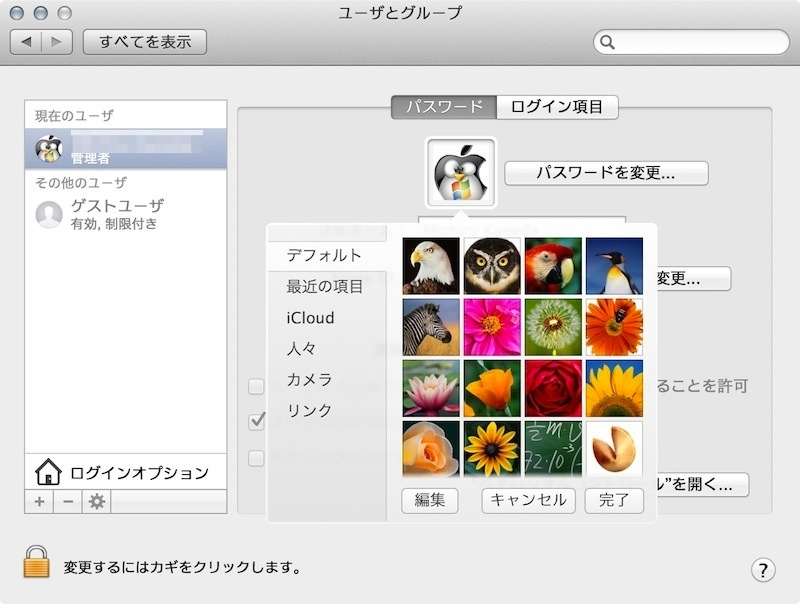 ユーザとグループ
すべてを表示
現在のユーザ
管理者
その他のユーザ
ゲストユーザ
有効, 制限付き
ログインオプション
パスワード
ログイン項目
パスワードを変更...
変更...
ることを許可
ル"を開く...
デフォルト
最近の項目
iCloud
人々
カメラ
リンク
編集
キャンセル
完了
変更するにはカギをクリックします。
?